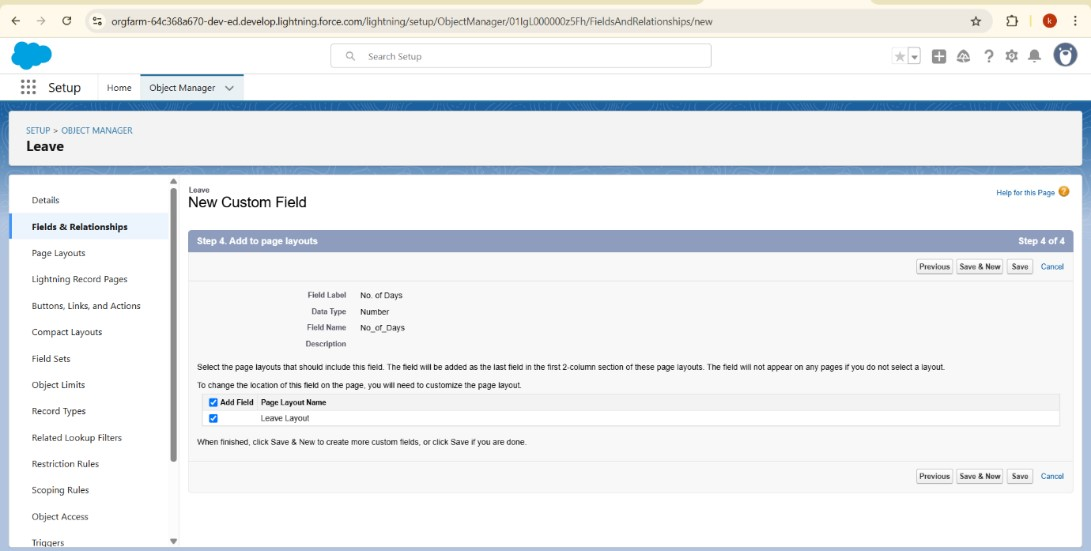 orgfarm-64c368a670-dev-ed.develop.lightning.force.com/lightning/setup/ObjectManager/01IgL000000z5Fh/FieldsAndRelationships/new
k
Search Setup
Setup Home Object Manager
SETUP > OBJECT MANAGER
Leave
Details
Fields & Relationships
Page Layouts
Lightning Record Pages
Buttons, Links, and Actions
Compact Layouts
Field Sets
Object Limits
Record Types
Related Lookup Filters
Restriction Rules
Scoping Rules
Object Access
Triggers
Leave
New Custom Field
Help for this Page ?
Step 4. Add to page layouts Step 4 of 4
Previous Save & New Save Cancel
Field Label No. of Days
Data Type Number
Field Name No_of_Days
Description
Select the page layouts that should include this field. The field will be added as the last field in the first 2-column section of these page layouts. The field will not appear on any pages if you do not select a layout.
To change the location of this field on the page, you will need to customize the page layout.
Add Field Page Layout Name
Leave Layout
When finished, click Save & New to create more custom fields, or click Save if you are done.
Previous Save & New Save Cancel